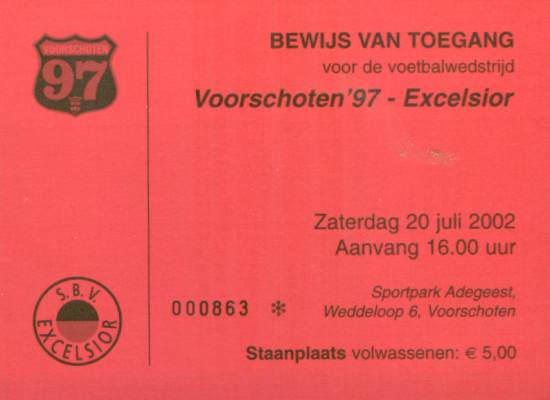 VOORSCHOTEN
97
BEWIJS VAN TOEGANG
voor de voetbalwedstrijd
Voorschoten'97 - Excelsior
Zaterdag 20 juli 2002
Aanvang 16.00 uur
S.B.V.
EXCELSIOR
000863 *
Sportpark Adegeest,
Weddeloop 6, Voorschoten
Staanplaats volwassenen: € 5,00